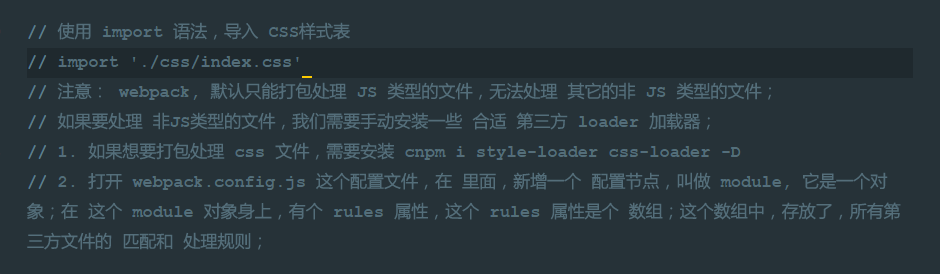 // 使用 import 语法，导入 CSS样式表
// import './css/index.css'
// 注意： webpack, 默认只能打包处理 JS 类型的文件，无法处理 其它的非 JS 类型的文件；
// 如果要处理 非JS类型的文件，我们需要手动安装一些 合适 第三方 loader 加载器；
// 1. 如果想要打包处理 css 文件，需要安装 cnpm i style-loader css-loader -D
// 2. 打开 webpack.config.js 这个配置文件，在 里面，新增一个 配置节点，叫做 module, 它是一个对
象；在 这个 module 对象身上，有个 rules 属性，这个 rules 属性是个 数组；这个数组中，存放了，所有第
三方文件的 匹配和 处理规则；